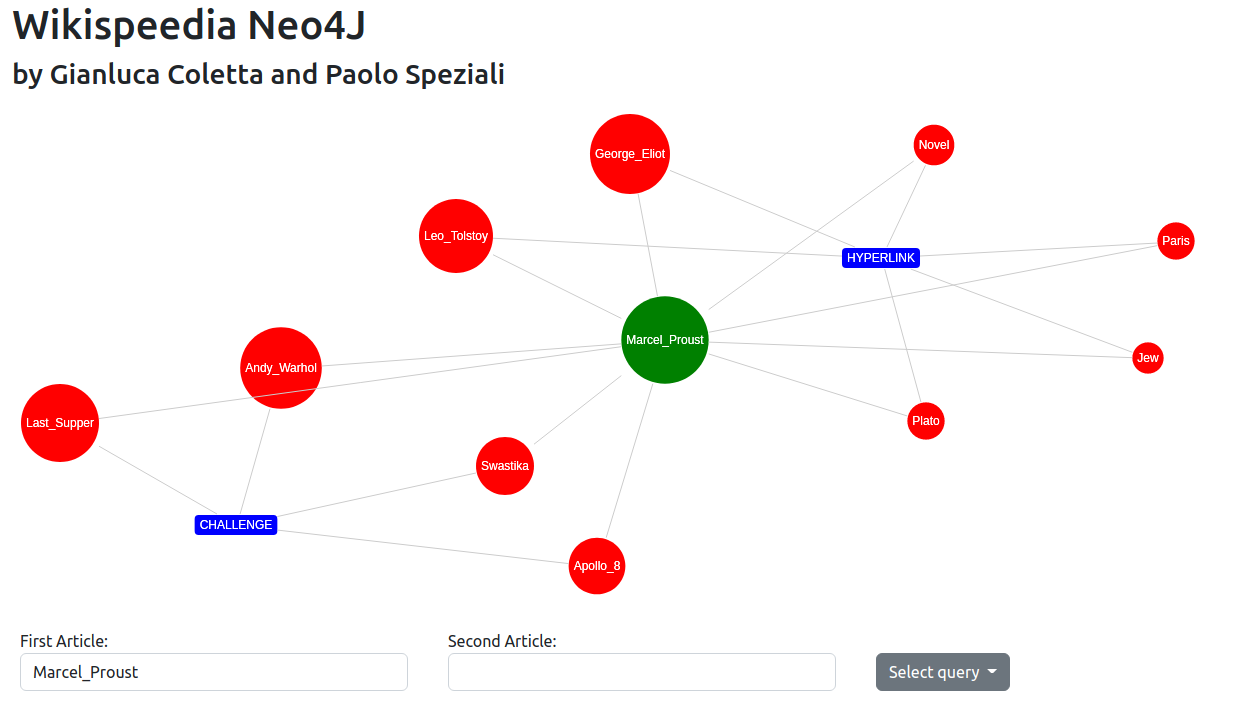 Wikispeedia Neo4J
by Gianluca Coletta and Paolo Speziali
George_Eliot
Novel
Leo_Tolstoy
Paris
HYPERLINK
Marcel_Proust
Jew
Andy_Warhol
Last_Supper
Plato
Swastika
CHALLENGE
Apollo_8
First Article:
Second Article:
Marcel_Proust
Select query